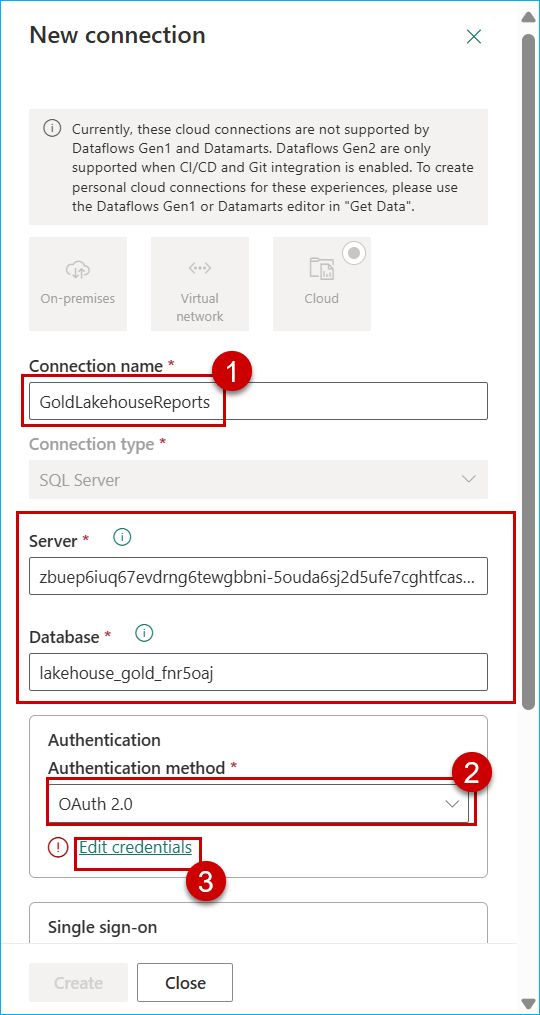 New connection
Currently, these cloud connections are not supported by
Dataflows Gen1 and Datamarts. Dataflows Gen2 are only
supported when CI/CD and Git integration is enabled. To create
personal cloud connections for these experiences, please use
the Dataflows Gen1 or Datamarts editor in "Get Data".
On-premises
Virtual
network
Cloud
Connection name *
1
GoldLakehouseReports
Connection type *
SQL Server
Server *
zbuep6iuq67evdrng6tewgbbni-5ouda6sj2d5ufe7cghtfcas...
Database *
lakehouse_gold_fnr5oaj
Authentication
Authentication method *
2
OAuth 2.0
Edit credentials
3
Single sign-on
Create
Close